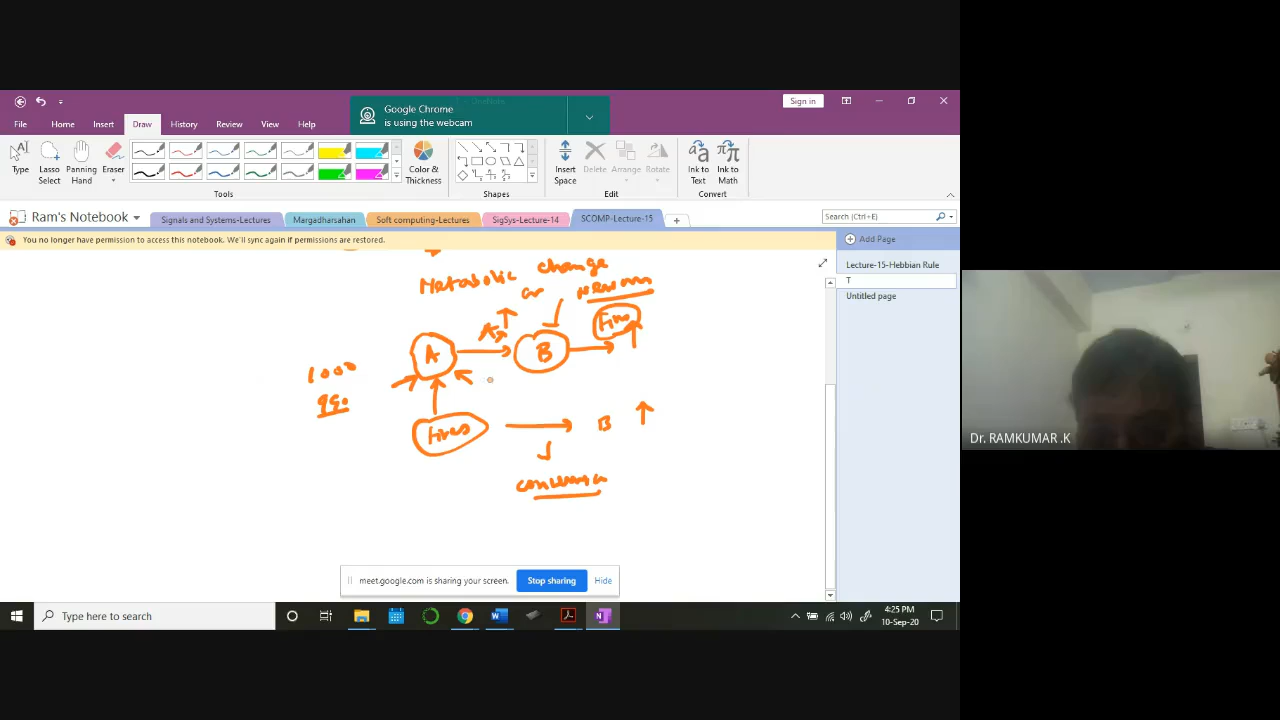 Google Chrome
is using the webcam
Sign in
File Home Insert Draw History Review View Help
Type
Lasso Select
Panning Hand
Eraser
Color & Thickness
Insert Space
Delete
Arrange
Rotate
Ink to Text
Ink to Math
Tools
Shapes
Edit
Convert
Ram's Notebook
Signals and Systems-Lectures
Margadharsahan
Soft computing-Lectures
SigSys-Lecture-14
SCOMP-Lecture-15
Search (Ctrl+E)
You no longer have permission to access this notebook. We'll sync again if permissions are restored.
Add Page
Lecture-15-Hebbian Rule
T
Untitled page
Metabolic change
or
Fires
A
B
1000
990
Fires
B
Dr. RAMKUMAR .K
meet.google.com is sharing your screen.
Stop sharing
Hide
Type here to search
4:25 PM
10-Sep-20